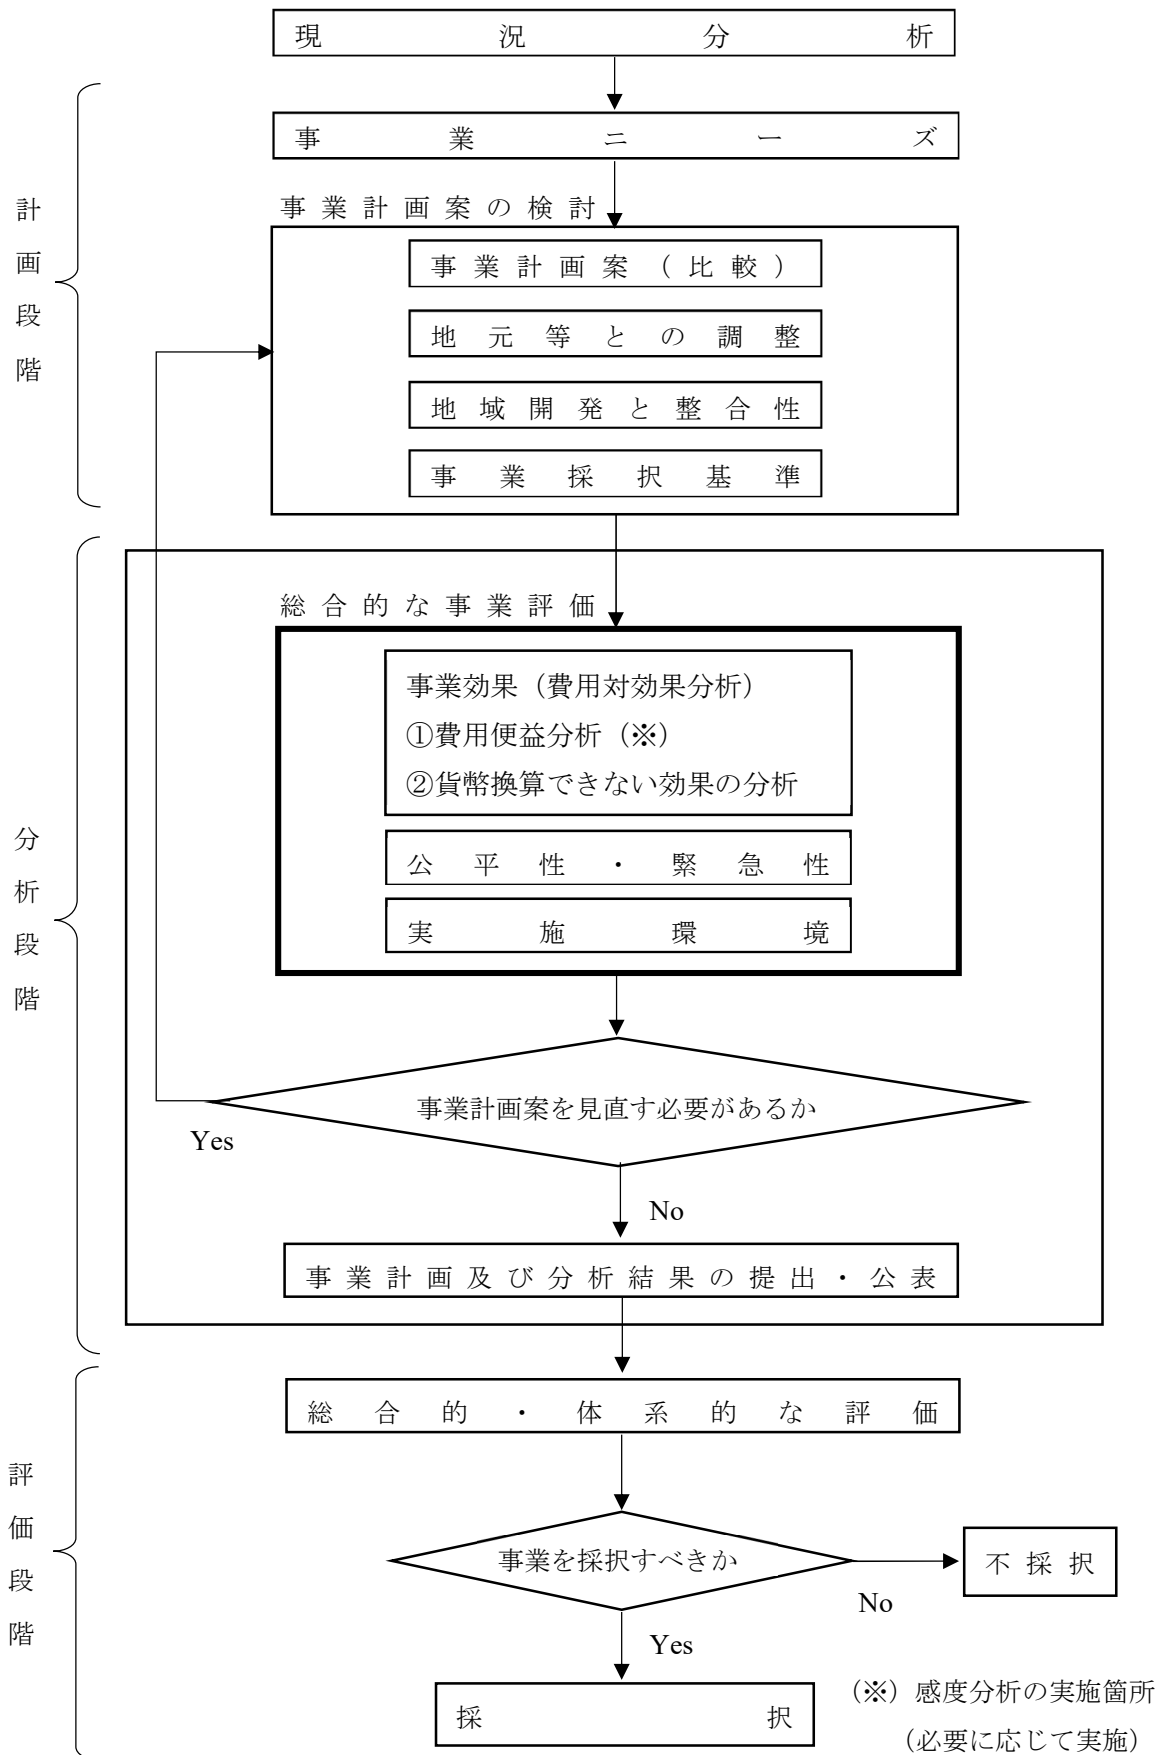 現況分析
事業ニーズ
計画段階
事業計画案の検討
事業計画案（比較）
地元等との調整
地域開発と整合性
事業採択基準
分析段階
総合的な事業評価
事業効果（費用対効果分析）
①費用便益分析（※）
②貨幣換算できない効果の分析
公平性・緊急性
実施環境
事業計画案を見直す必要があるか
Yes
No
事業計画及び分析結果の提出・公表
評価段階
総合的・体系的な評価
事業を採択すべきか
不採択
No
Yes
採択
（※）感度分析の実施箇所
（必要に応じて実施）